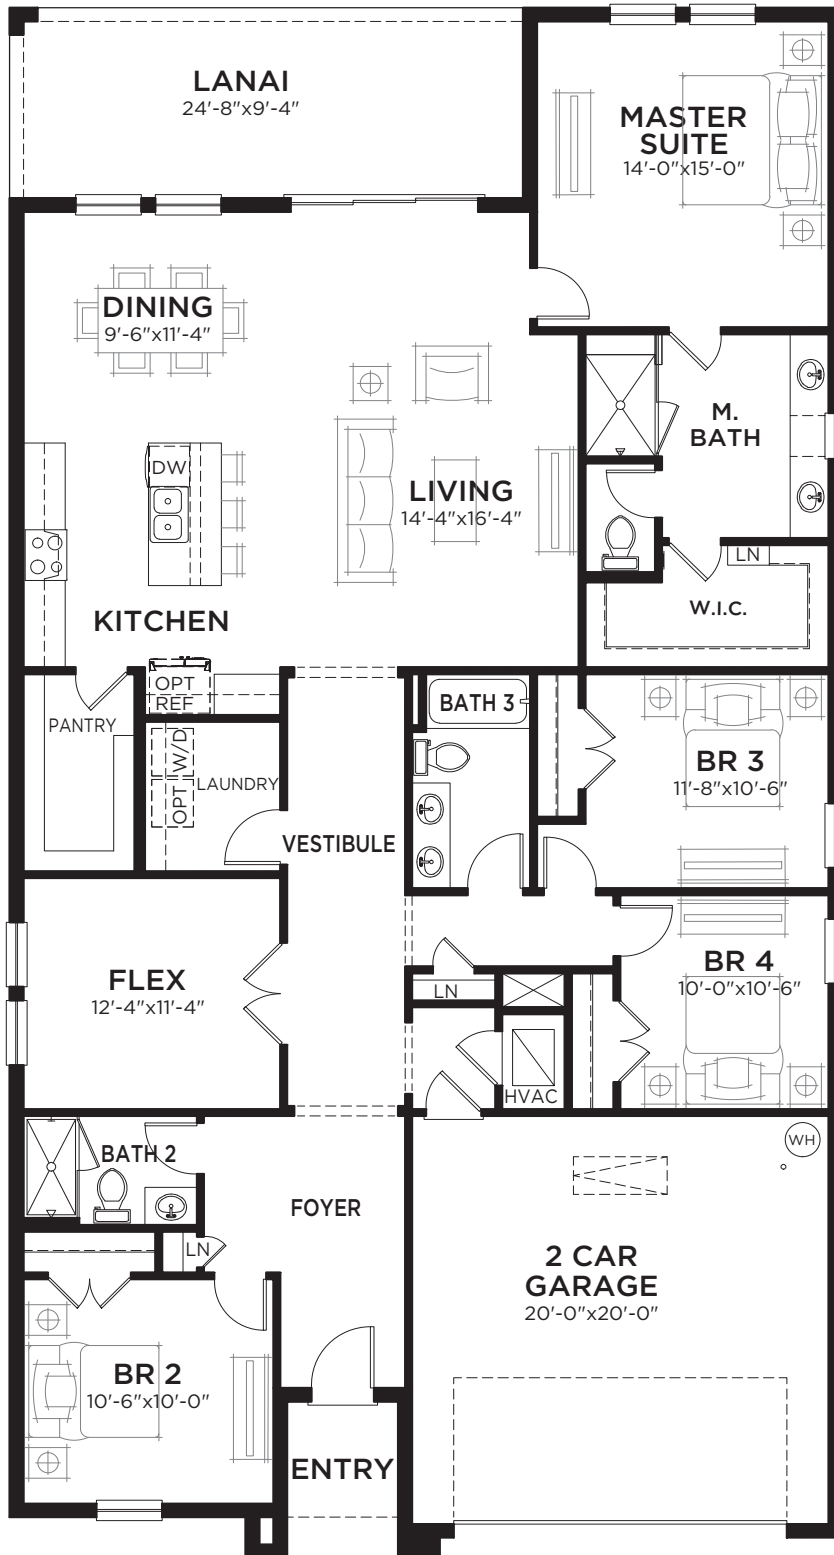 LANAI
24'-8"x9'-4"
MASTER
SUITE
14'-0"x15'-0"
DINING
9'-6"x11'-4"
M.
BATH
DW
LIVING
14'-4"x16'-4"
LN
W.I.C.
KITCHEN
OPT
REF
PANTRY
BATH 3
BR 3
11'-8"x10'-6"
OPT W/D
LAUNDRY
VESTIBULE
FLEX
12'-4"x11'-4"
LN
BR 4
10'-0"x10'-6"
HVAC
WH
BATH 2
FOYER
LN
2 CAR
GARAGE
20'-0"x20'-0"
BR 2
10'-6"x10'-0"
ENTRY